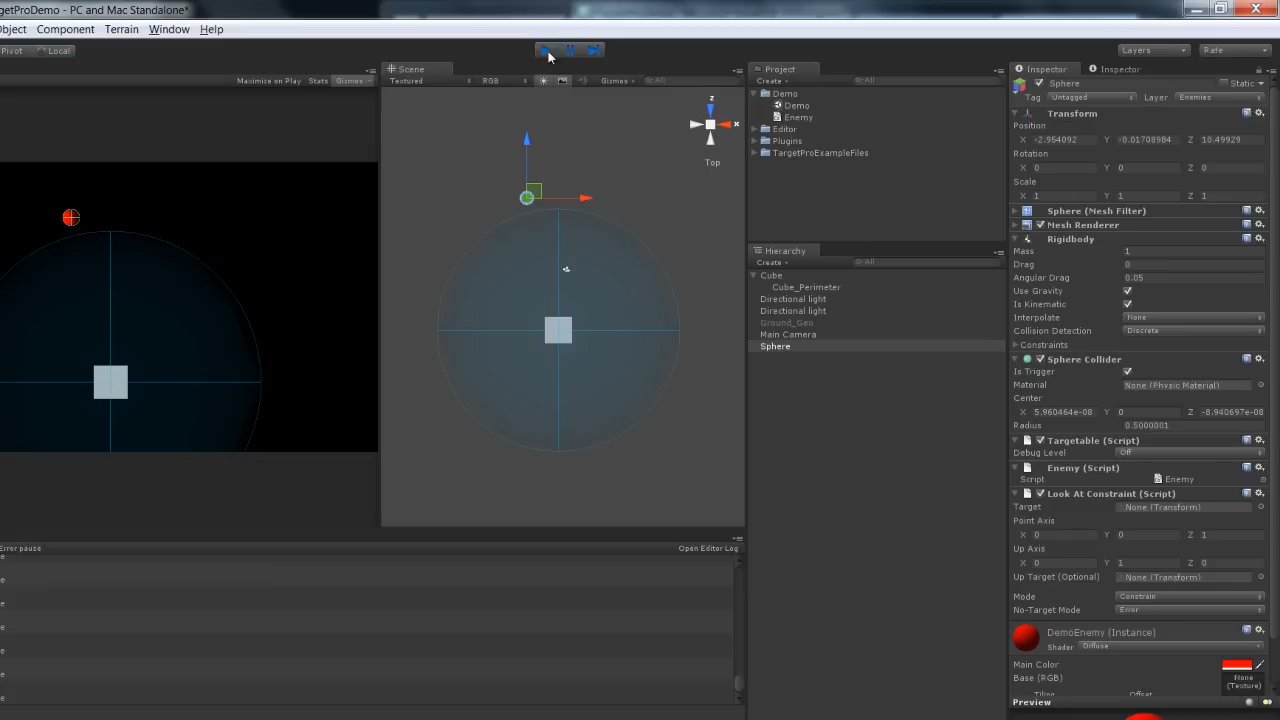 rgetProDemo - PC and Mac Standalone*
Object Component Terrain Window Help
Pivot Local Layers Rafe
Maximize on Play Stats Gizmos
Scene
Textured RGB Gizmos All
z
x
Top
Project
Create All
Demo
Demo
Enemy
Editor
Plugins
TargetProExampleFiles
Hierarchy
Create All
Cube
Cube_Perimeter
Directional light
Directional light
Ground_Geo
Main Camera
Sphere
Inspector Inspector
Sphere Static
Tag Untagged Layer Enemies
Transform
Position
X -2.954092 Y -0.01708984 Z 10.49929
Rotation
X 0 Y 0 Z 0
Scale
X 1 Y 1 Z 1
Sphere (Mesh Filter)
Mesh Renderer
Rigidbody
Mass 1
Drag 0
Angular Drag 0.05
Use Gravity
Is Kinematic
Interpolate None
Collision Detection Discrete
Constraints
Sphere Collider
Is Trigger
Material None (Physic Material)
Center
X 5.960464e-08 Y 0 Z -8.940697e-08
Radius 0.5000001
Targetable (Script)
Debug Level Off
Enemy (Script)
Script Enemy
Look At Constraint (Script)
Target None (Transform)
Point Axis
X 0 Y 0 Z 1
Up Axis
X 0 Y 1 Z 0
Up Target (Optional) None (Transform)
Mode Constrain
No-Target Mode Error
DemoEnemy (Instance)
Shader Diffuse
Main Color
Base (RGB)
None
(Texture)
Tiling Offset
Preview
Error pause Open Editor Log
e
e
e
e
e
e
e